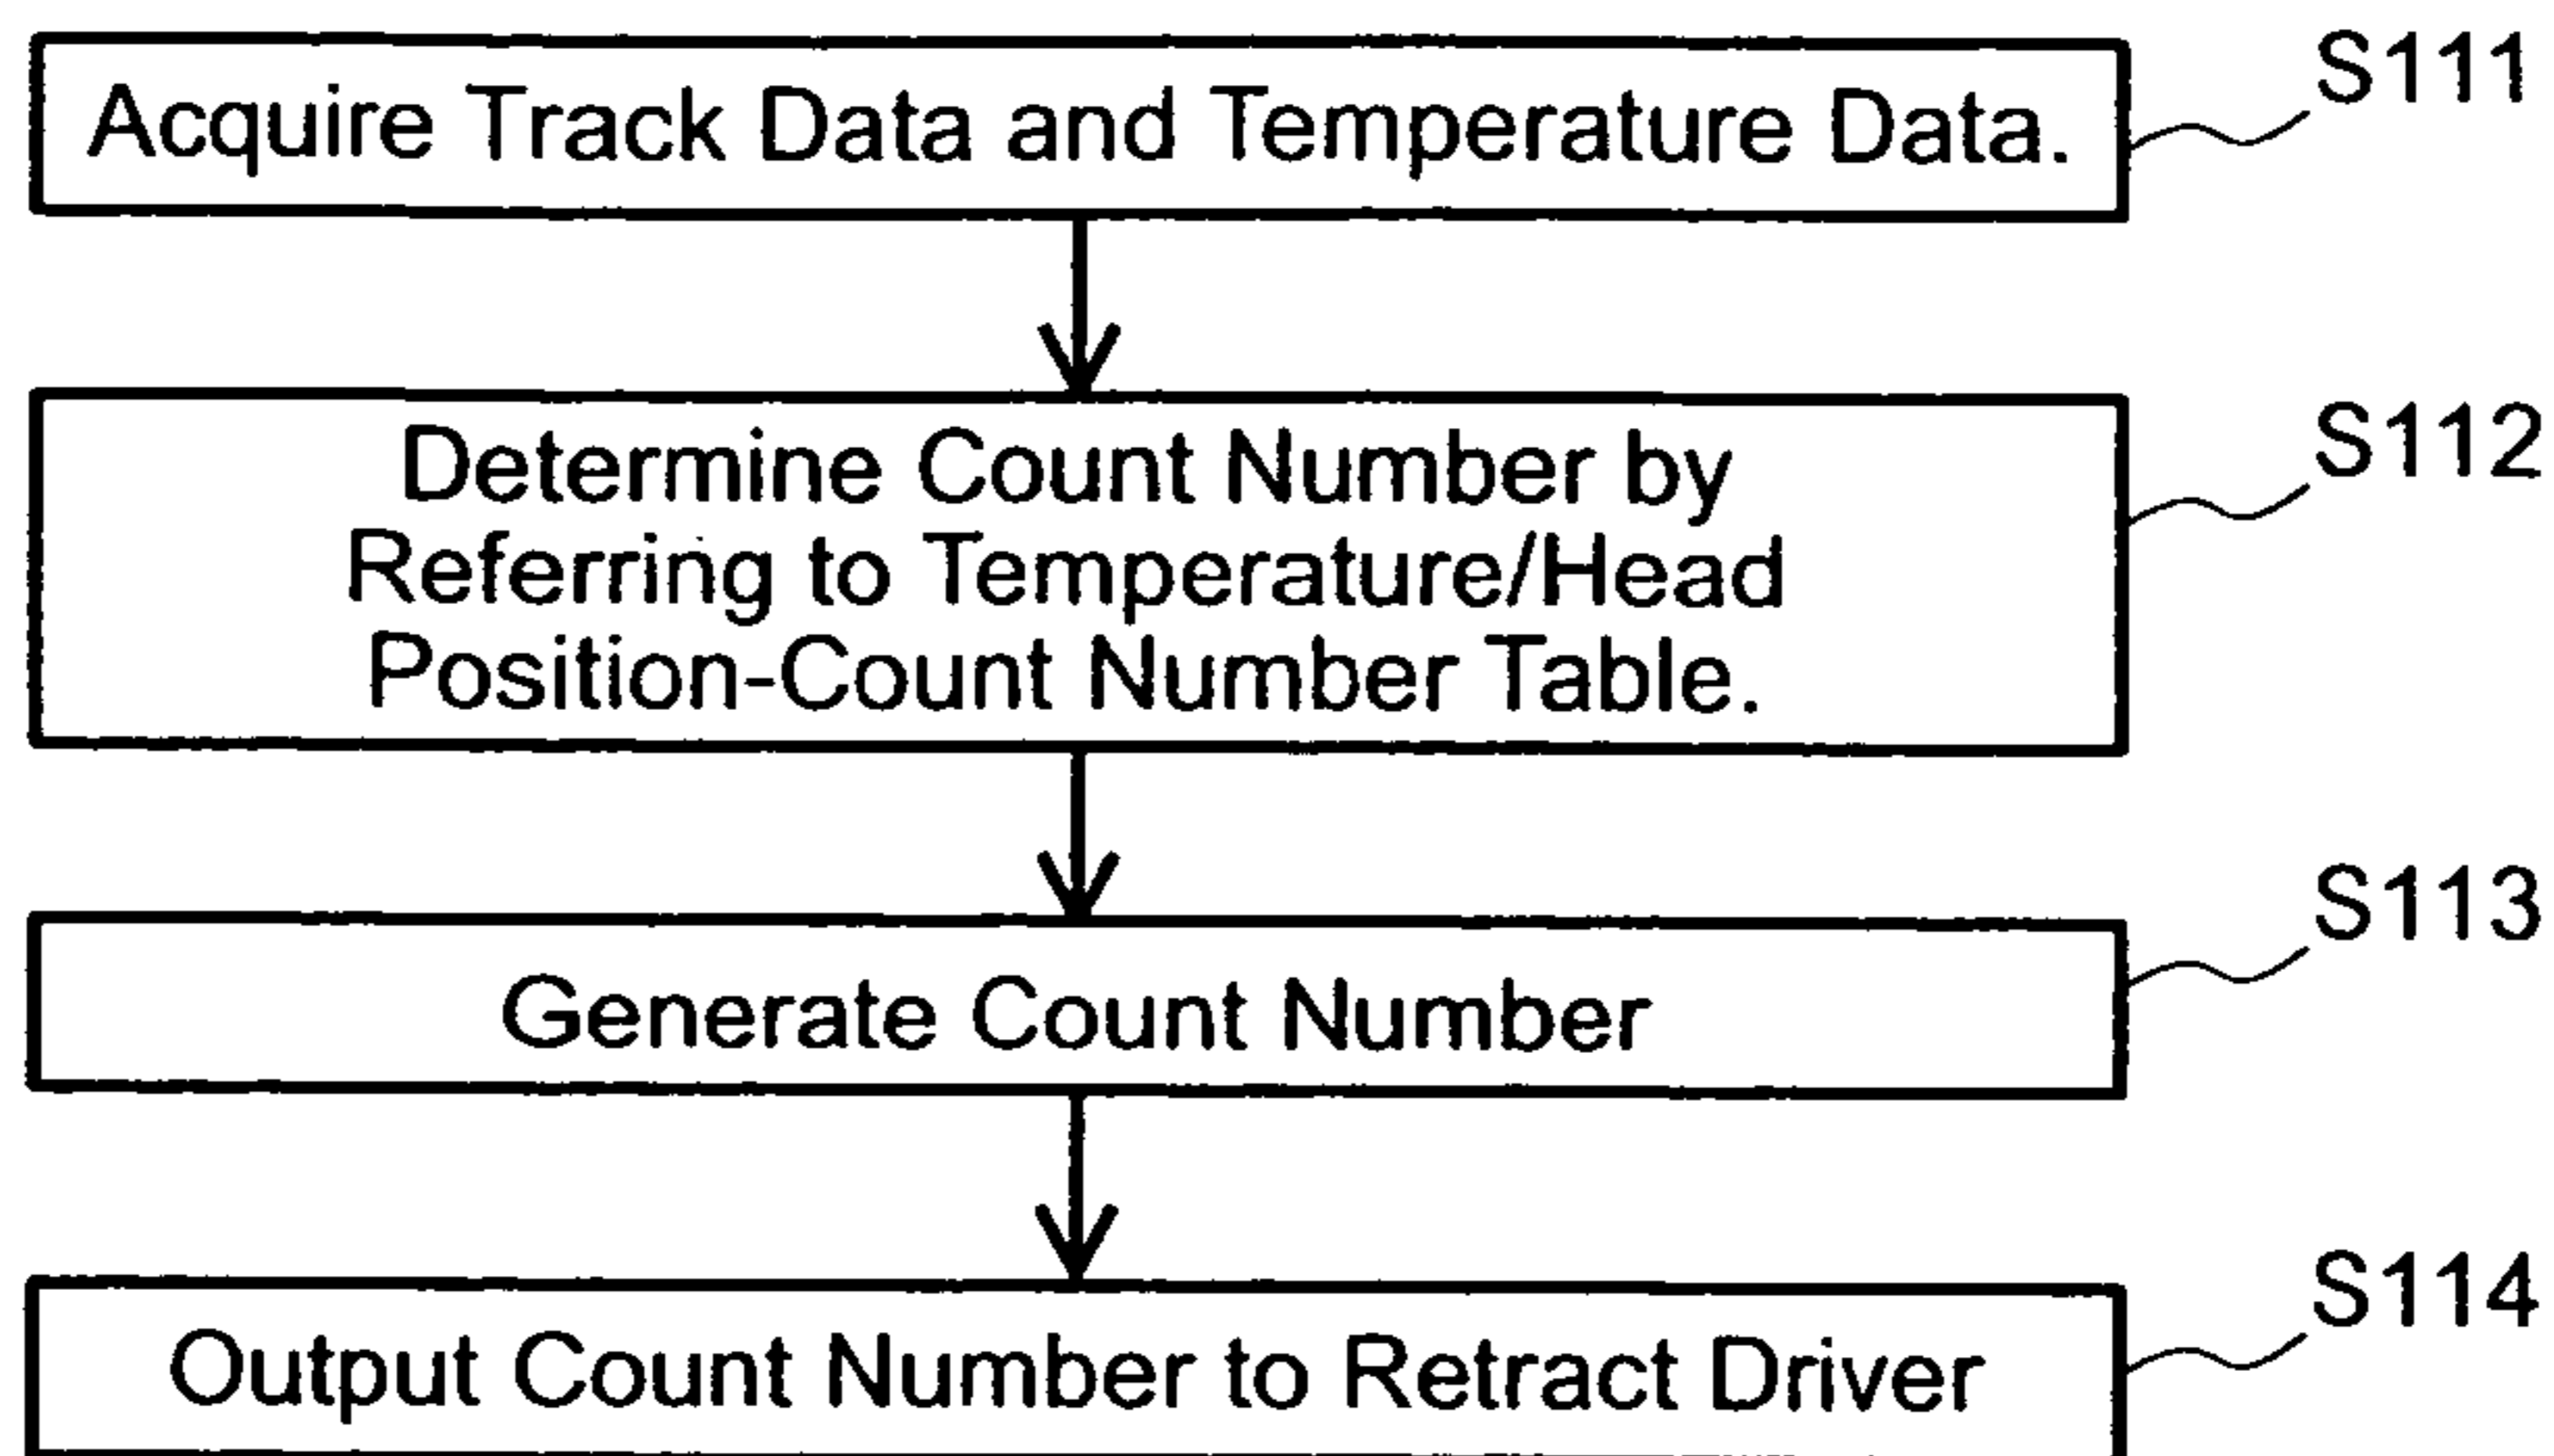 Acquire Track Data and Temperature Data.
S111
Determine Count Number by
Referring to Temperature/Head
Position-Count Number Table.
S112
Generate Count Number
S113
Output Count Number to Retract Driver
S114